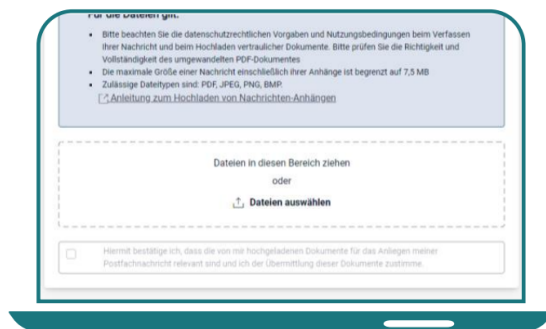 Für die Dateien gilt:
Bitte beachten Sie die datenschutzrechtlichen Vorgaben und Nutzungsbedingungen beim Verfassen
Ihrer Nachricht und beim Hochladen vertraulicher Dokumente. Bitte prüfen Sie die Richtigkeit und
Vollständigkeit des umgewandelten PDF-Dokumentes
Die maximale Größe einer Nachricht einschließlich ihrer Anhänge ist begrenzt auf 7,5 MB
Zulässige Dateitypen sind: PDF, JPEG, PNG, BMP.
Anleitung zum Hochladen von Nachrichten-Anhängen
Dateien in diesen Bereich ziehen
oder
Dateien auswählen
Hiermit bestätige ich, dass die von mir hochgeladenen Dokumente für das Anliegen meiner
Postfachnachricht relevant sind und ich der Übermittlung dieser Dokumente zustimme.